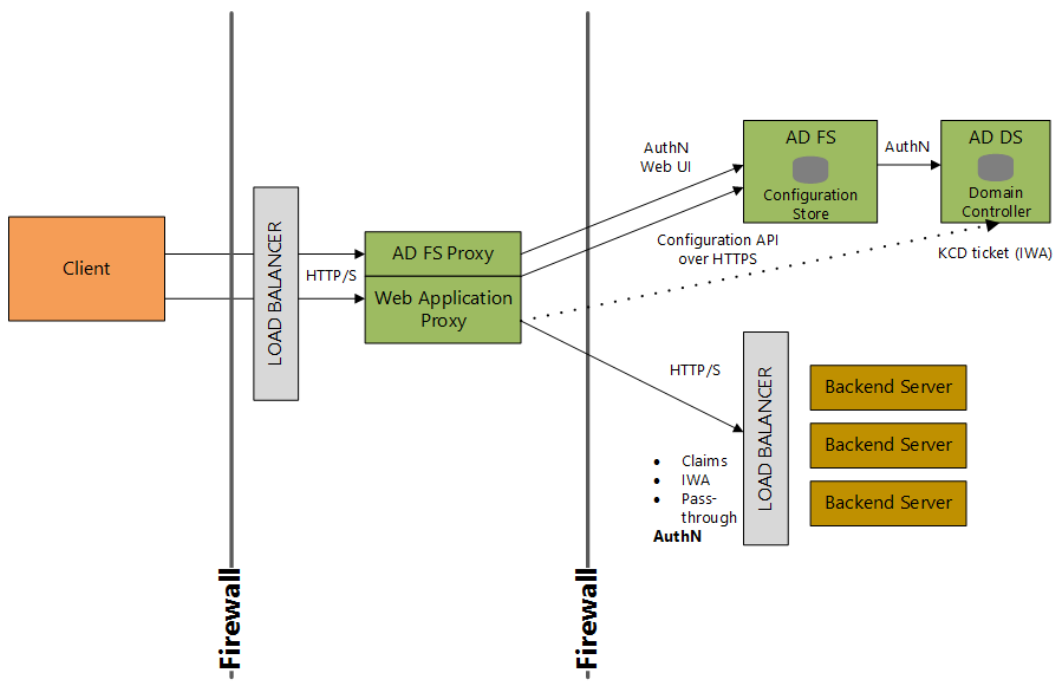 Client
Firewall
LOAD BALANCER
HTTP/S
AD FS Proxy
Web Application
Proxy
Firewall
AuthN
Web UI
Configuration API
over HTTPS
AD FS
Configuration
Store
AuthN
AD DS
Domain
Controller
KCD ticket (IWA)
HTTP/S
• Claims
• IWA
• Pass-
through
AuthN
LOAD BALANCER
Backend Server
Backend Server
Backend Server